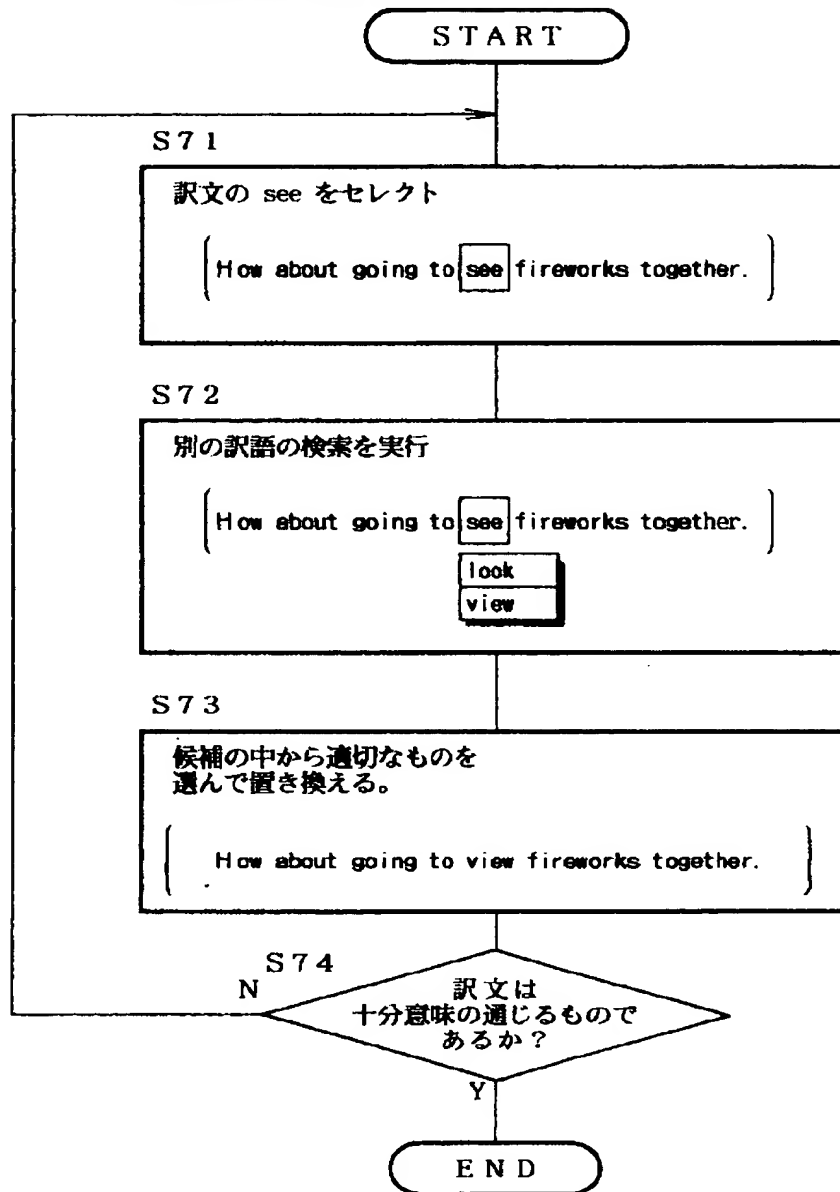 START
S71
訳文の see をセレクト
How about going to see fireworks together.
S72
別の訳語の検索を実行
How about going to see fireworks together.
look
view
S73
候補の中から適切なものを
選んで置き換える。
How about going to view fireworks together.
S74
N
訳文は
十分意味の通じるもので
あるか？
Y
END